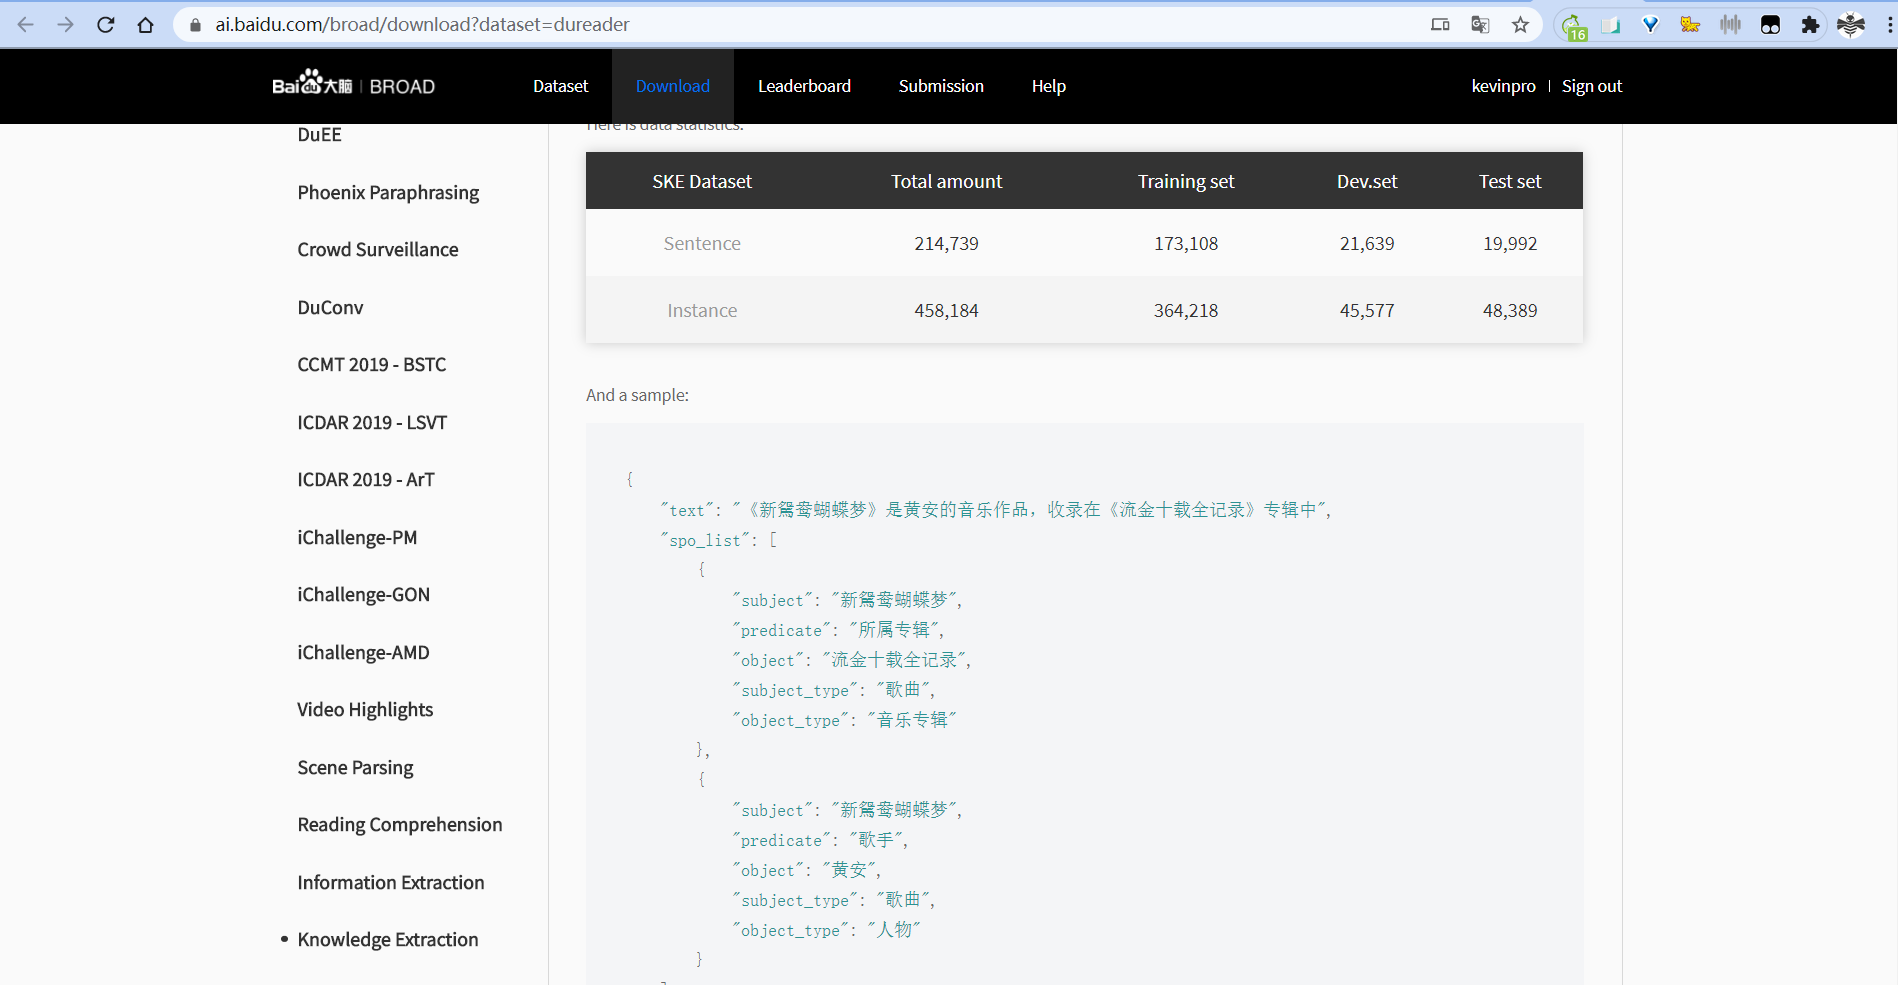 ai.baidu.com/broad/download?dataset=dureader
16
Bai 大脑 | BROAD
Dataset
Download
Leaderboard
Submission
Help
kevinpro
Sign out
DuEE
Phoenix Paraphrasing
Crowd Surveillance
DuConv
CCMT 2019 - BSTC
ICDAR 2019 - LSVT
ICDAR 2019 - ArT
iChallenge-PM
iChallenge-GON
iChallenge-AMD
Video Highlights
Scene Parsing
Reading Comprehension
Information Extraction
• Knowledge Extraction
Here is data statistics:
SKE Dataset Total amount Training set Dev.set Test set
Sentence 214,739 173,108 21,639 19,992
Instance 458,184 364,218 45,577 48,389
And a sample:
{
"text": "《新鴛鸯蝴蝶梦》是黄安的音乐作品，收录在《流金十载全记录》专辑中",
"spo_list": [
{
"subject": "新鴛鸯蝴蝶梦",
"predicate": "所属专辑",
"object": "流金十载全记录",
"subject_type": "歌曲",
"object_type": "音乐专辑"
},
{
"subject": "新鴛鸯蝴蝶梦",
"predicate": "歌手",
"object": "黄安",
"subject_type": "歌曲",
"object_type": "人物"
}
]